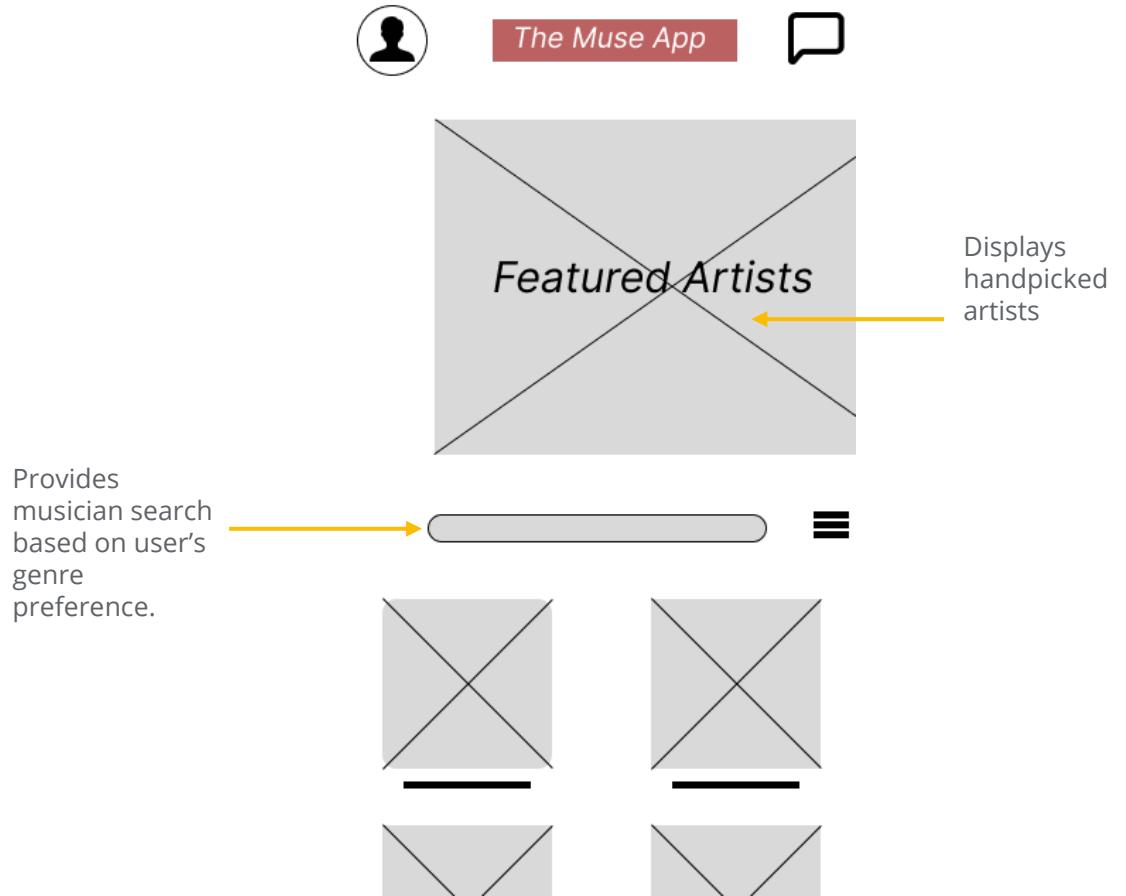 The Muse App
Featured Artists
Displays
handpicked
artists
Provides
musician search
based on user’s
genre
preference.